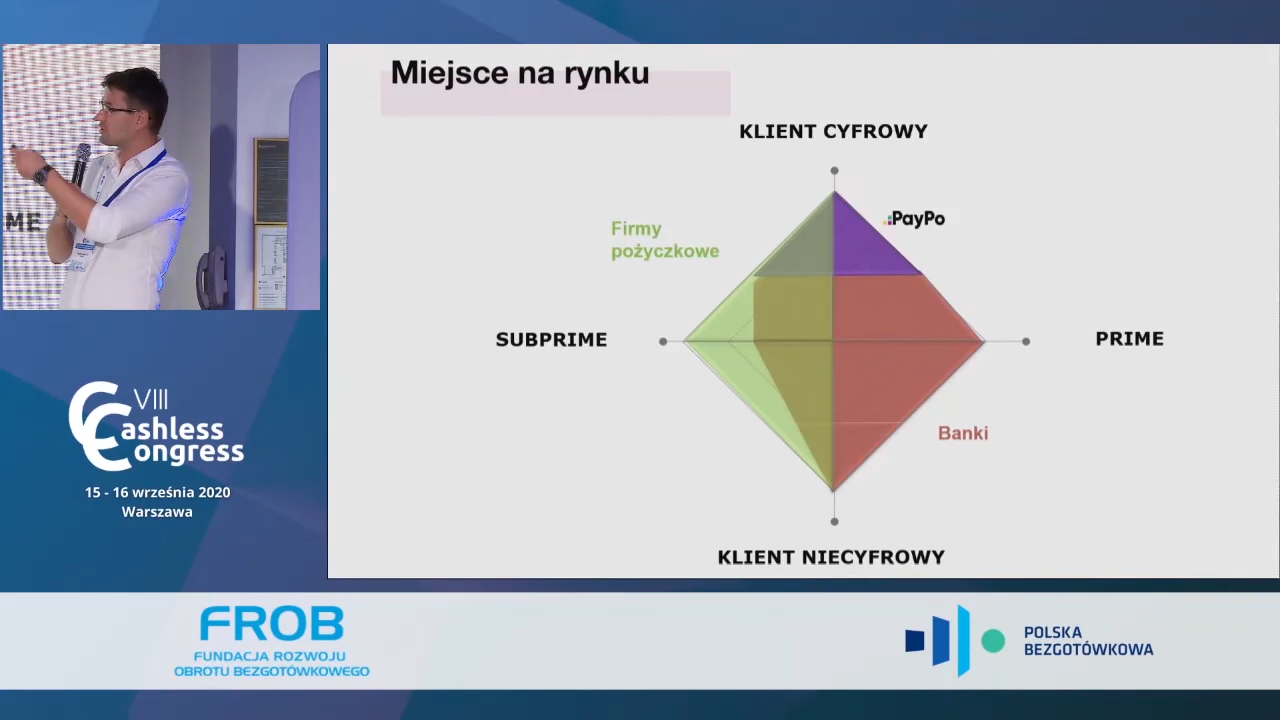 Miejsce na rynku
KLIENT CYFROWY
PayPo
Firmy
pożyczkowe
SUBPRIME
PRIME
Banki
KLIENT NIECYFROWY
ME
VIII
Cashless
Congress
15 - 16 września 2020
Warszawa
FROB
FUNDACJA ROZWOJU
OBROTU BEZGOTÓWKOWEGO
POLSKA
BEZGOTÓWKOWA